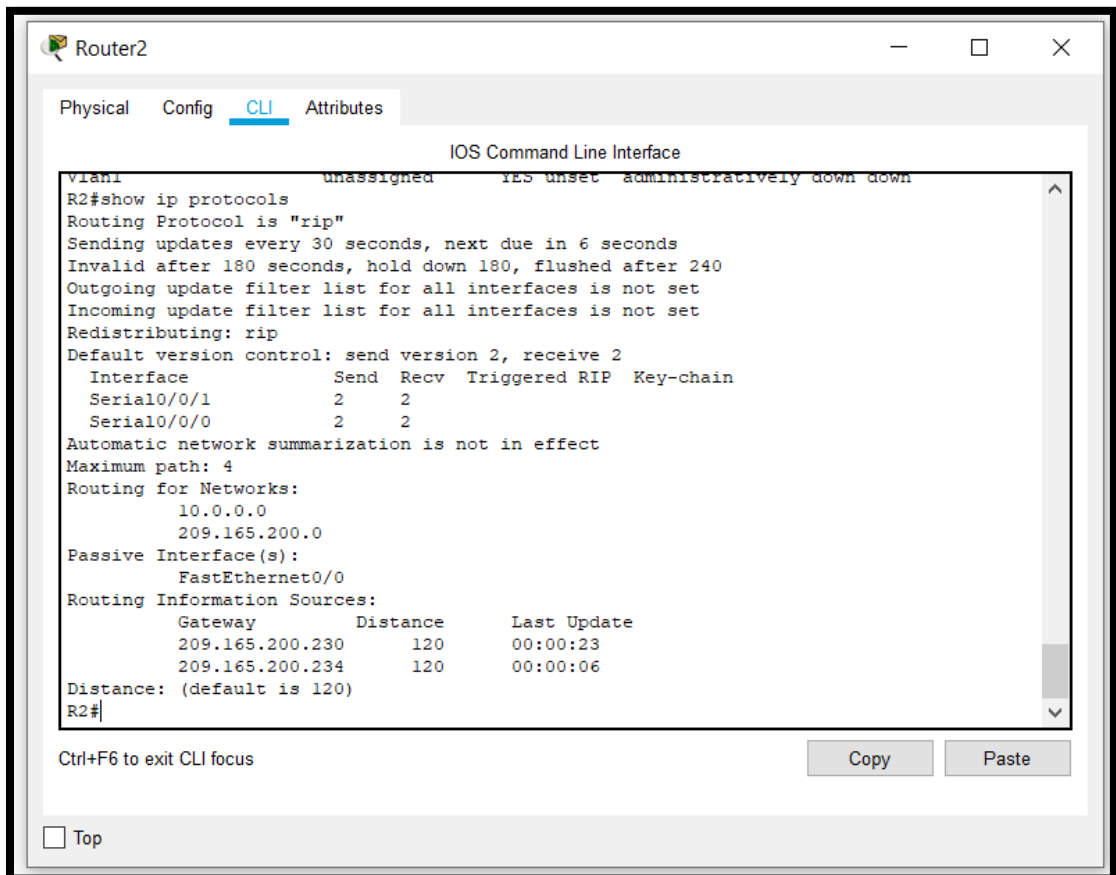 Router2
Physical Config CLI Attributes
IOS Command Line Interface
Vlan1 unassigned YES unset administratively down down
R2#show ip protocols
Routing Protocol is "rip"
Sending updates every 30 seconds, next due in 6 seconds
Invalid after 180 seconds, hold down 180, flushed after 240
Outgoing update filter list for all interfaces is not set
Incoming update filter list for all interfaces is not set
Redistributing: rip
Default version control: send version 2, receive 2
Interface Send Recv Triggered RIP Key-chain
Serial0/0/1 2 2
Serial0/0/0 2 2
Automatic network summarization is not in effect
Maximum path: 4
Routing for Networks:
10.0.0.0
209.165.200.0
Passive Interface(s):
FastEthernet0/0
Routing Information Sources:
Gateway Distance Last Update
209.165.200.230 120 00:00:23
209.165.200.234 120 00:00:06
Distance: (default is 120)
R2#
Ctrl+F6 to exit CLI focus
Copy Paste
Top